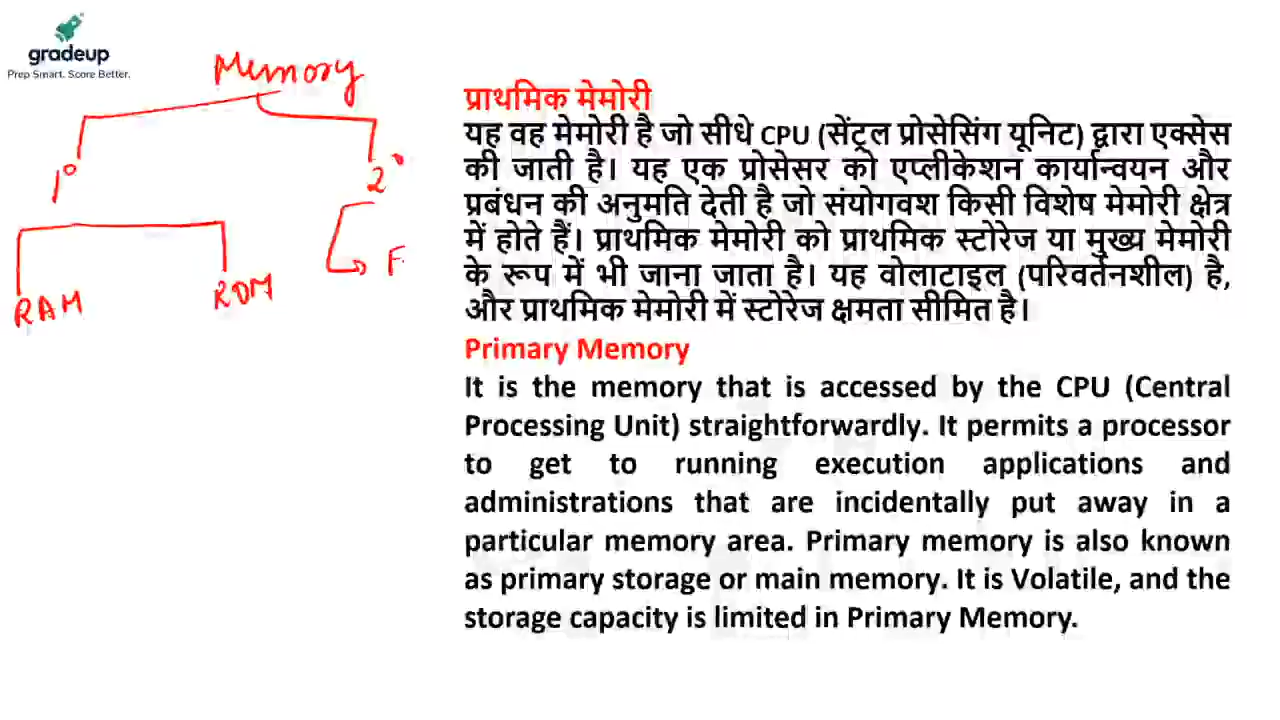 gradeup
Prep Smart. Score Better.
Memory
1°
2°
RAM
ROM
F
प्राथमिक मेमोरी
यह वह मेमोरी है जो सीधे CPU (सेंट्रल प्रोसेसिंग यूनिट) द्वारा एक्सेस
की जाती है। यह एक प्रोसेसर को एप्लीकेशन कार्यान्वयन और
प्रबंधन की अनुमति देती है जो संयोगवश किसी विशेष मेमोरी क्षेत्र
में होते हैं। प्राथमिक मेमोरी को प्राथमिक स्टोरेज या मुख्य मेमोरी
के रूप में भी जाना जाता है। यह वोलाटाइल (परिवर्तनशील) है,
और प्राथमिक मेमोरी में स्टोरेज क्षमता सीमित है।
Primary Memory
It is the memory that is accessed by the CPU (Central
Processing Unit) straightforwardly. It permits a processor
to get to running execution applications and
administrations that are incidentally put away in a
particular memory area. Primary memory is also known
as primary storage or main memory. It is Volatile, and the
storage capacity is limited in Primary Memory.